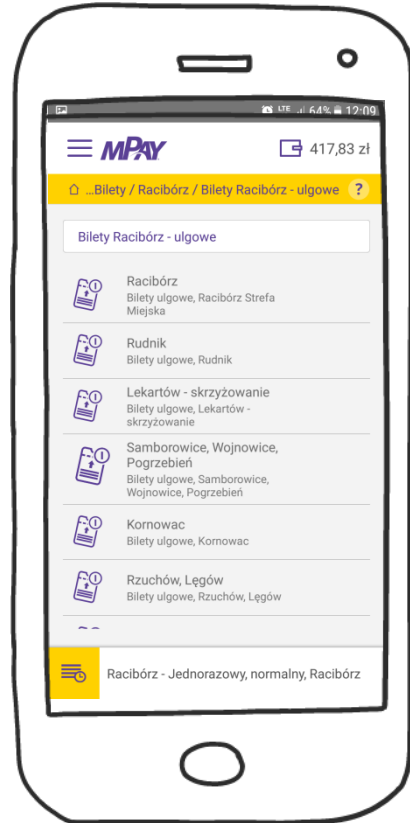 LTE 64% 12:09
mPAY 417,83 zł
...Bilety / Racibórz / Bilety Racibórz - ulgowe ?
Bilety Racibórz - ulgowe
Racibórz
Bilety ulgowe, Racibórz Strefa
Miejska
Rudnik
Bilety ulgowe, Rudnik
Lekartów - skrzyżowanie
Bilety ulgowe, Lekartów -
skrzyżowanie
Samborowice, Wojnowice,
Pogrzebień
Bilety ulgowe, Samborowice,
Wojnowice, Pogrzebień
Kornowac
Bilety ulgowe, Kornowac
Rzuchów, Lęgów
Bilety ulgowe, Rzuchów, Lęgów
Racibórz - Jednorazowy, normalny, Racibórz